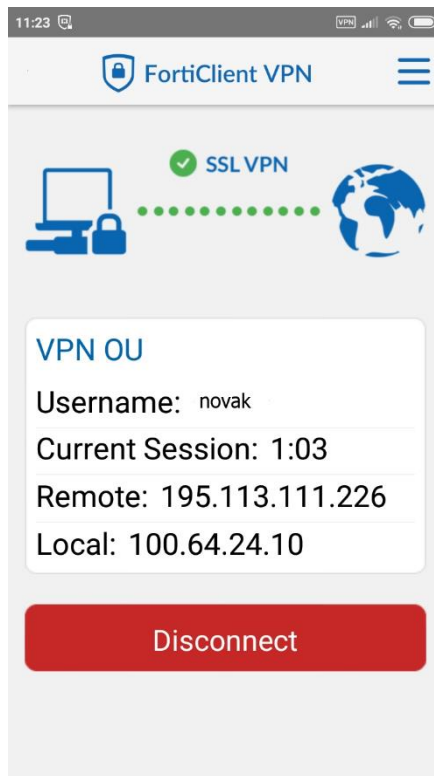 11:23
VPN
FortiClient VPN
SSL VPN
VPN OU
Username: novak
Current Session: 1:03
Remote: 195.113.111.226
Local: 100.64.24.10
Disconnect